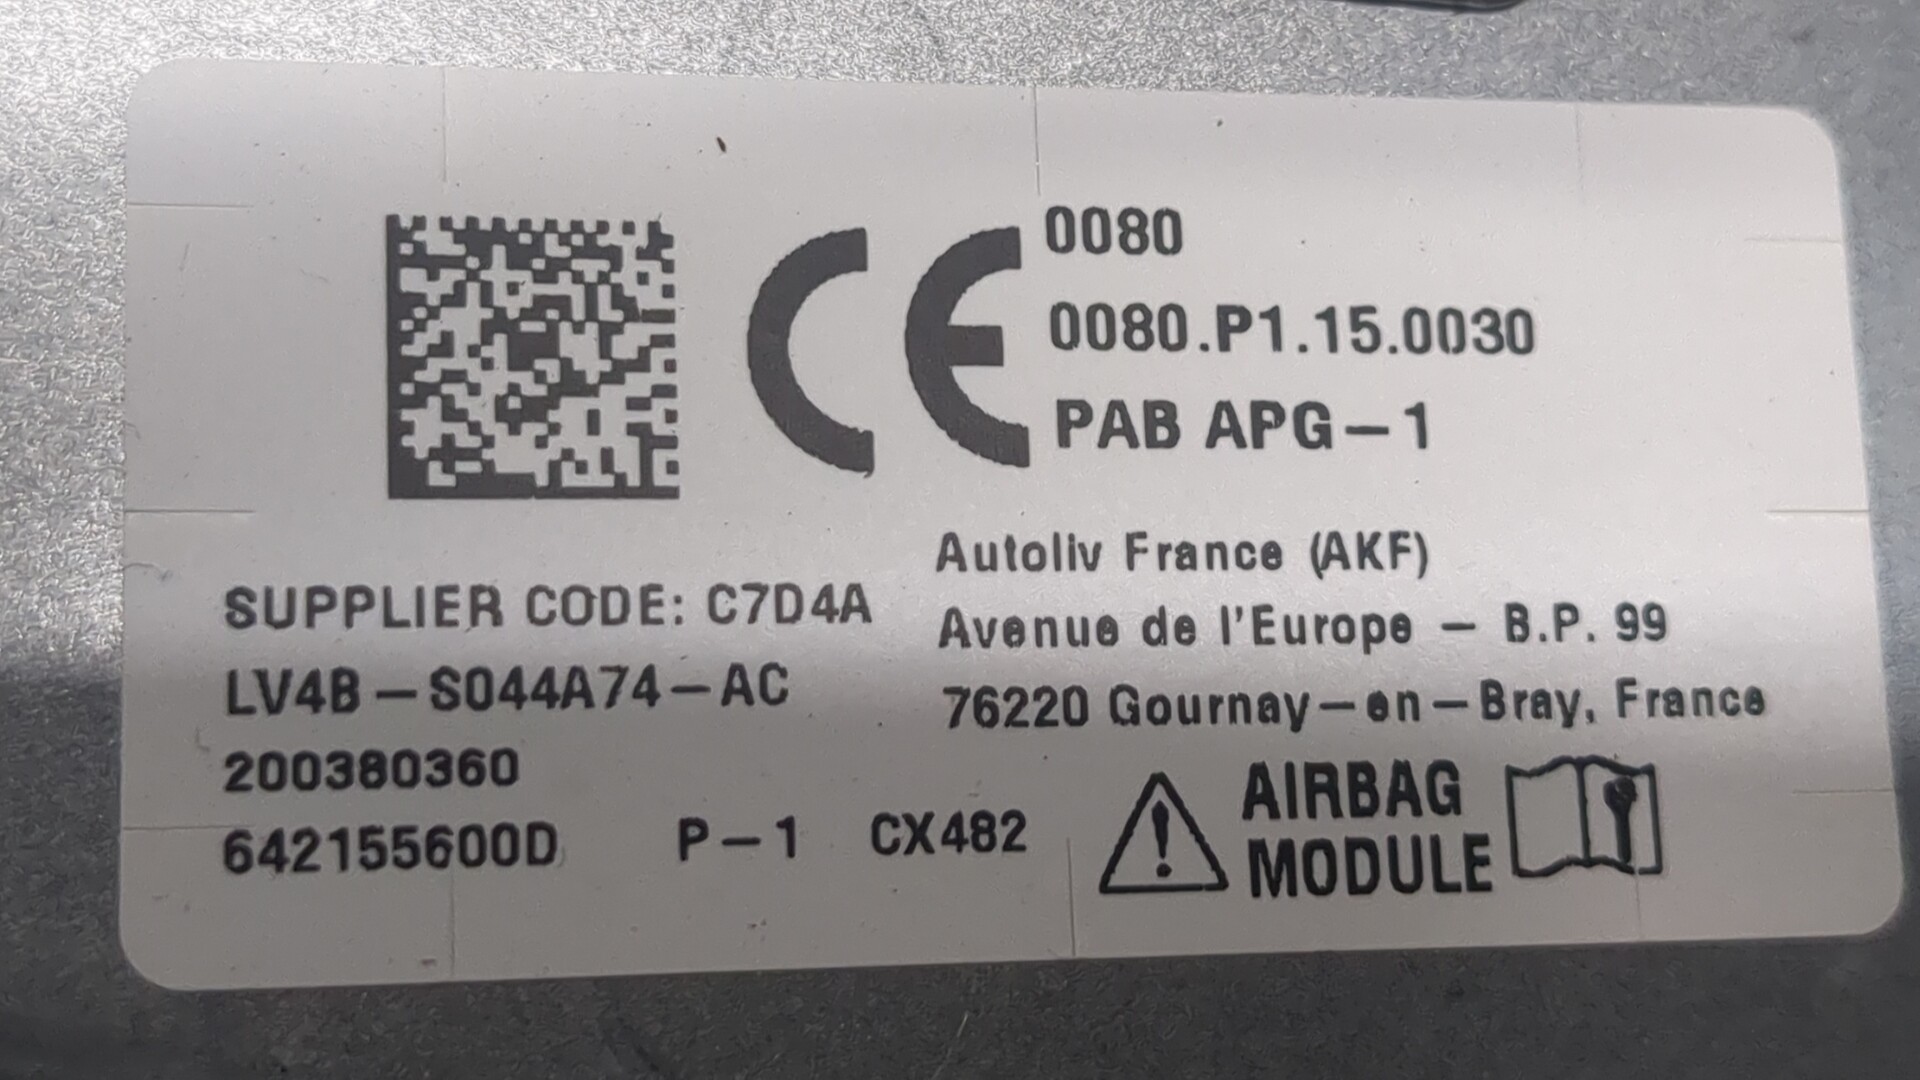 CE 0080
0080.P1.15.0030
PAB APG-1
Autoliv France (AKF)
Avenue de l'Europe - B.P. 99
76220 Gournay-en-Bray, France
SUPPLIER CODE: C7D4A
LV4B-S044A74-AC
200380360
642155600D P-1 CX482
AIRBAG
MODULE